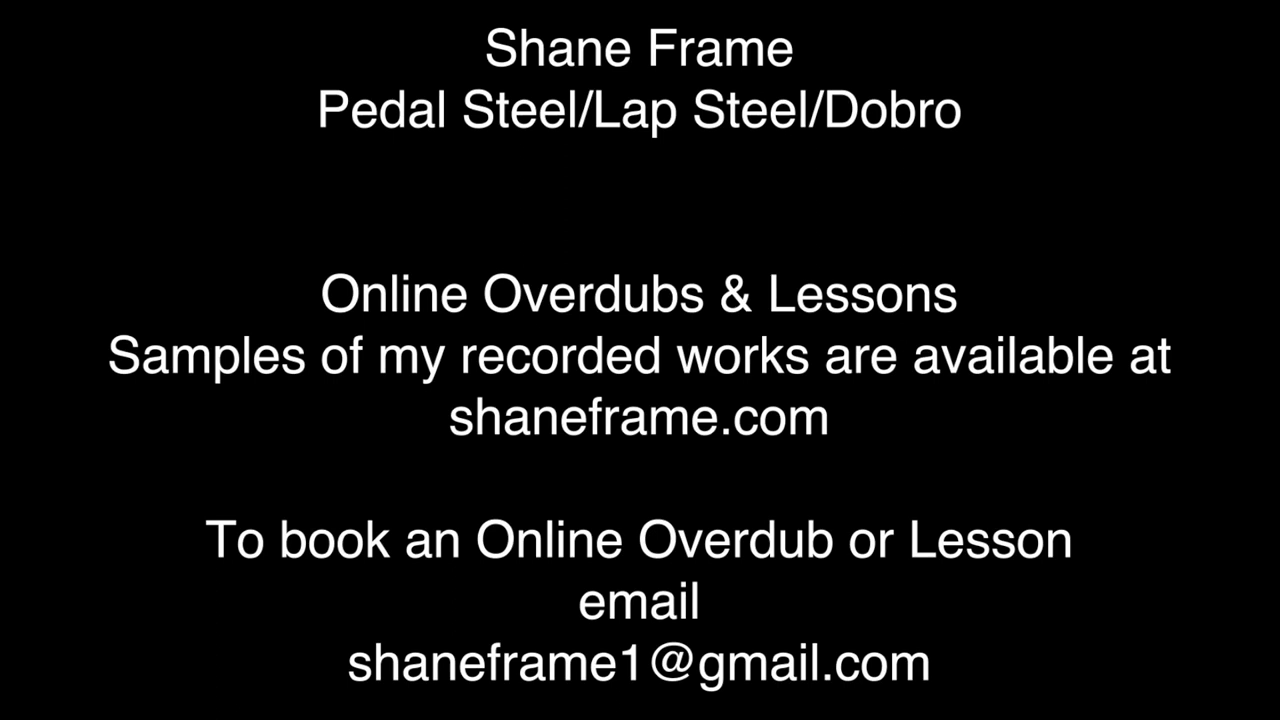 Shane Frame
Pedal Steel/Lap Steel/Dobro
Online Overdubs & Lessons
Samples of my recorded works are available at
shaneframe.com
To book an Online Overdub or Lesson
email
shaneframe1@gmail.com